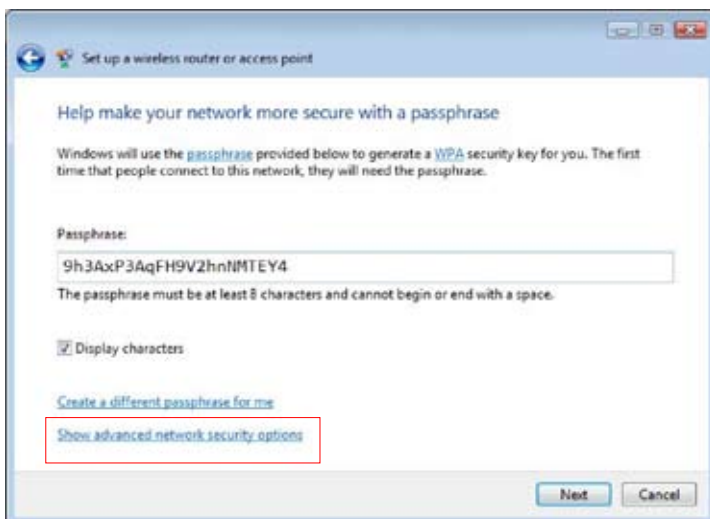 Set up a wireless router or access point
Help make your network more secure with a passphrase
Windows will use the passphrase provided below to generate a WPA security key for you. The first
time that people connect to this network, they will need the passphrase.
Passphrase:
9h3AxP3AqFH9V2hnNMTEY4
The passphrase must be at least 8 characters and cannot begin or end with a space.
Display characters
Create a different passphrase for me
Show advanced network security options
Next Cancel